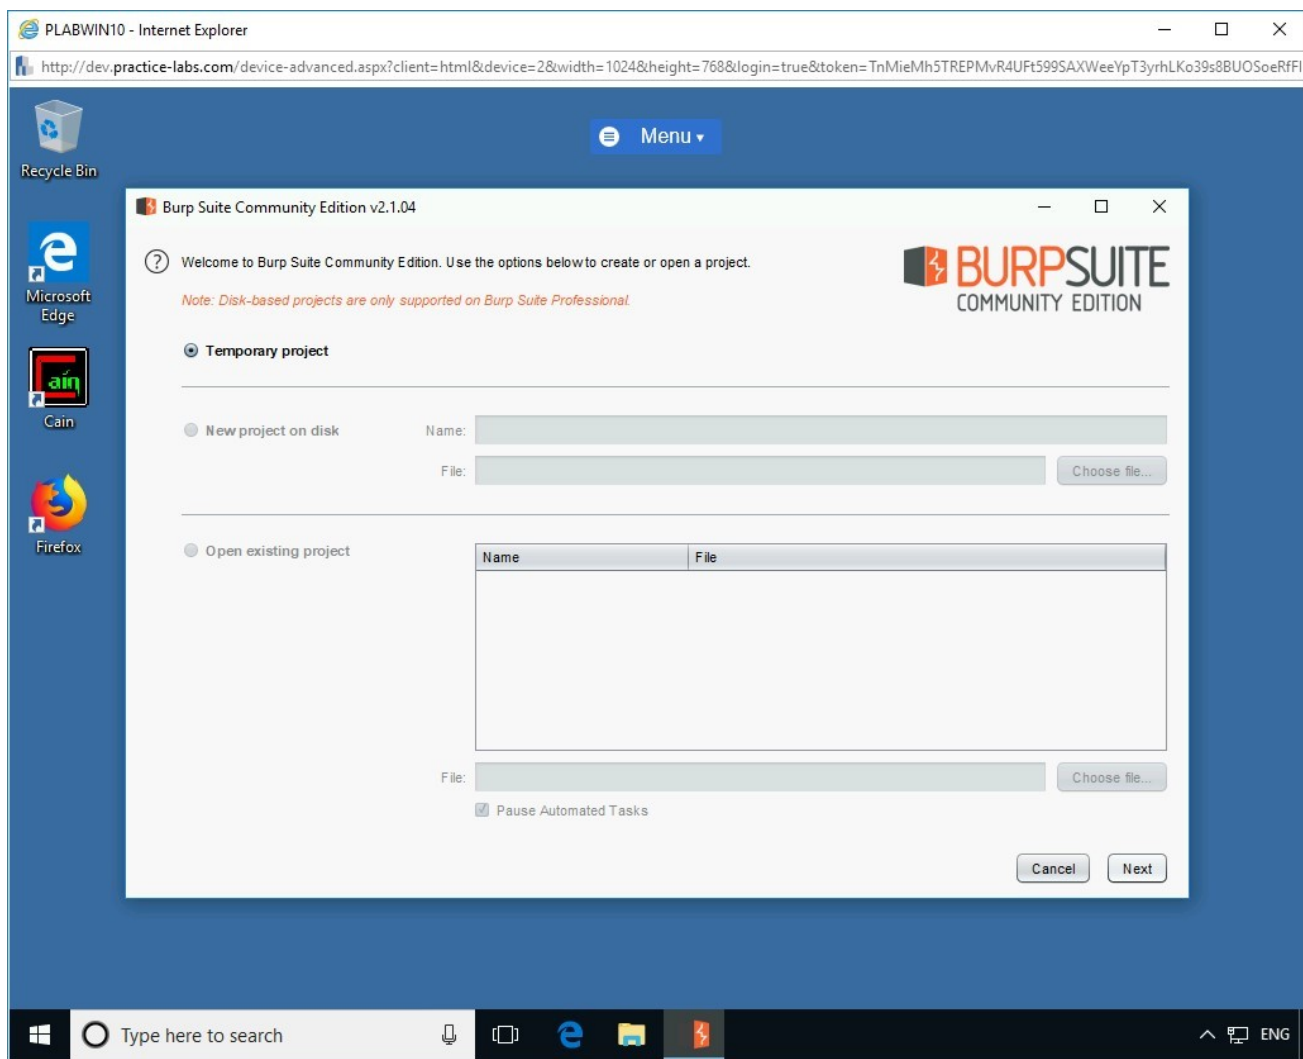 PLABWIN10 - Internet Explorer
http://dev.practice-labs.com/device-advanced.aspx?client=html&device=2&width=1024&height=768&login=true&token=TnMieMh5TREPMvR4UFt599SAXWeeYpT3yrhLKo39s8BUOSoeRfFI
Recycle Bin
Menu
Microsoft
Edge
Cain
Firefox
Burp Suite Community Edition v2.1.04
Welcome to Burp Suite Community Edition. Use the options below to create or open a project.
Note: Disk-based projects are only supported on Burp Suite Professional.
BURPSUITE
COMMUNITY EDITION
Temporary project
New project on disk Name:
File: Choose file...
Open existing project Name File
File: Choose file...
Pause Automated Tasks
Cancel Next
Type here to search ENG